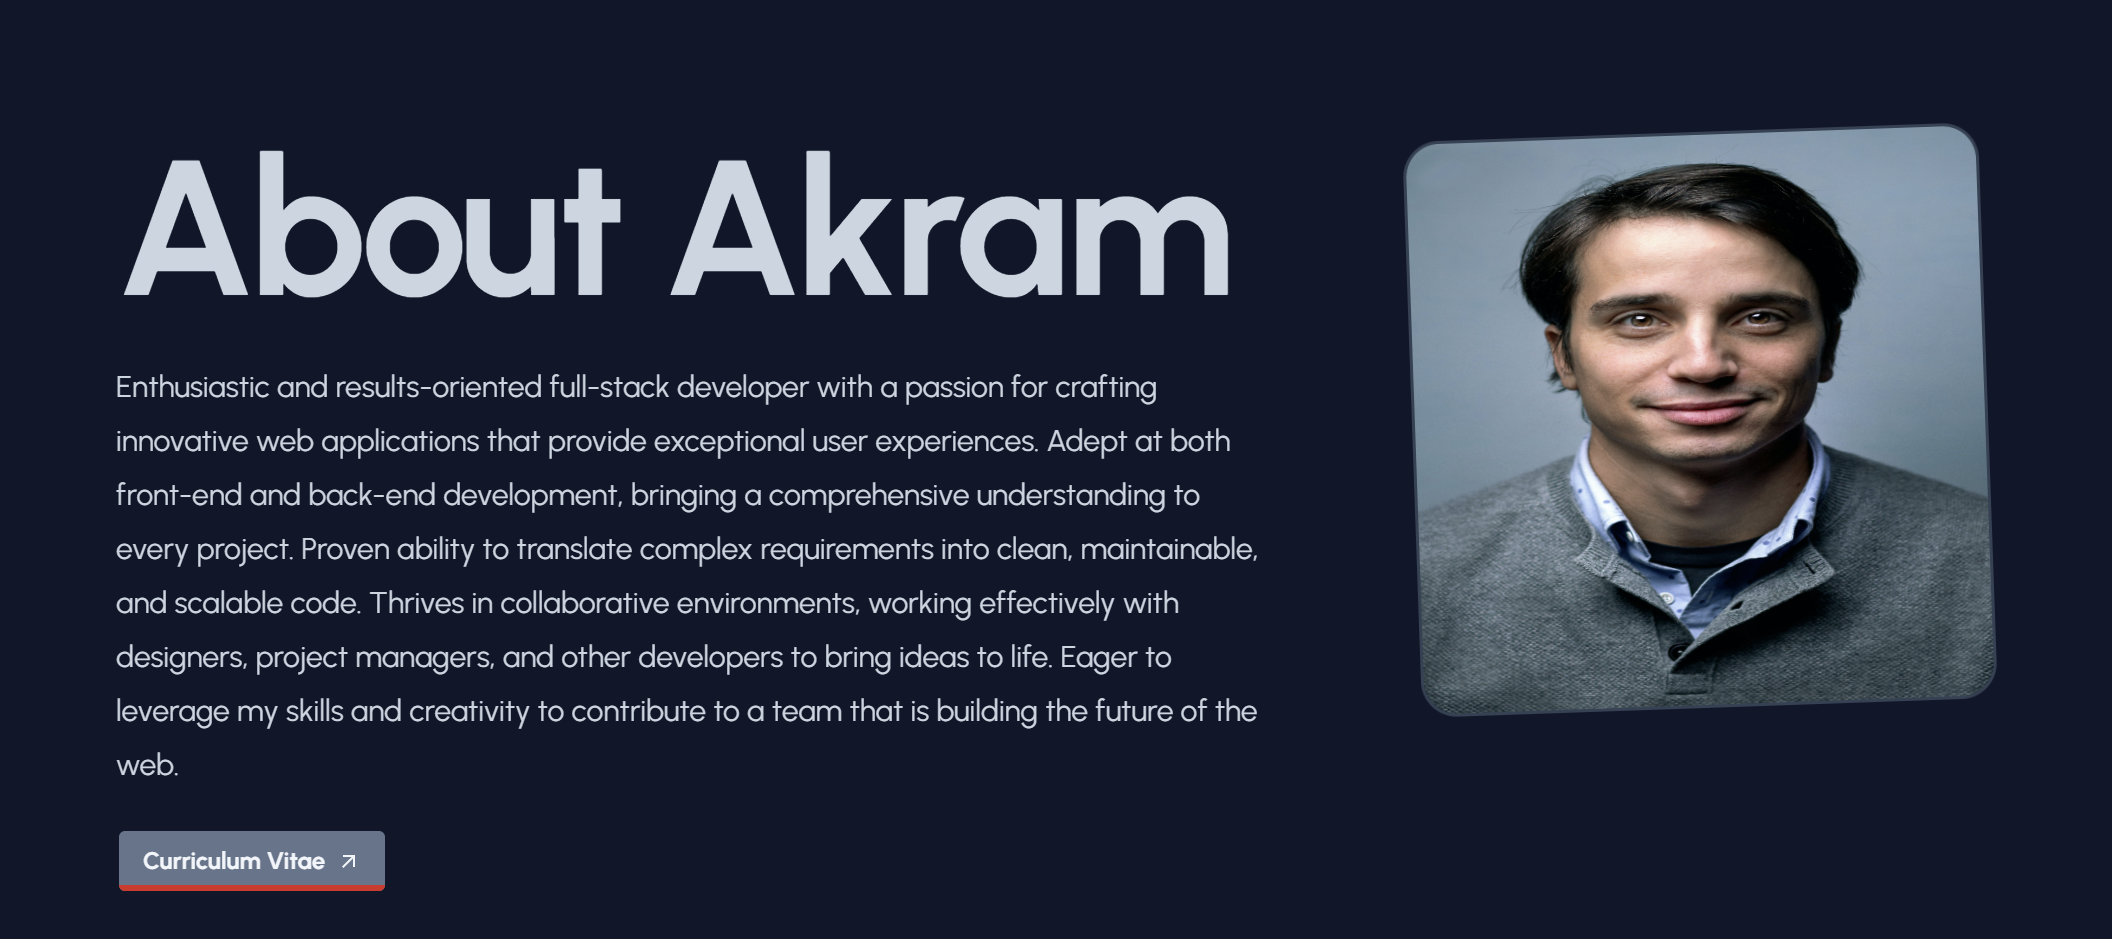 About Akram
Enthusiastic and results-oriented full-stack developer with a passion for crafting
innovative web applications that provide exceptional user experiences. Adept at both
front-end and back-end development, bringing a comprehensive understanding to
every project. Proven ability to translate complex requirements into clean, maintainable,
and scalable code. Thrives in collaborative environments, working effectively with
designers, project managers, and other developers to bring ideas to life. Eager to
leverage my skills and creativity to contribute to a team that is building the future of the
web.
Curriculum Vitae